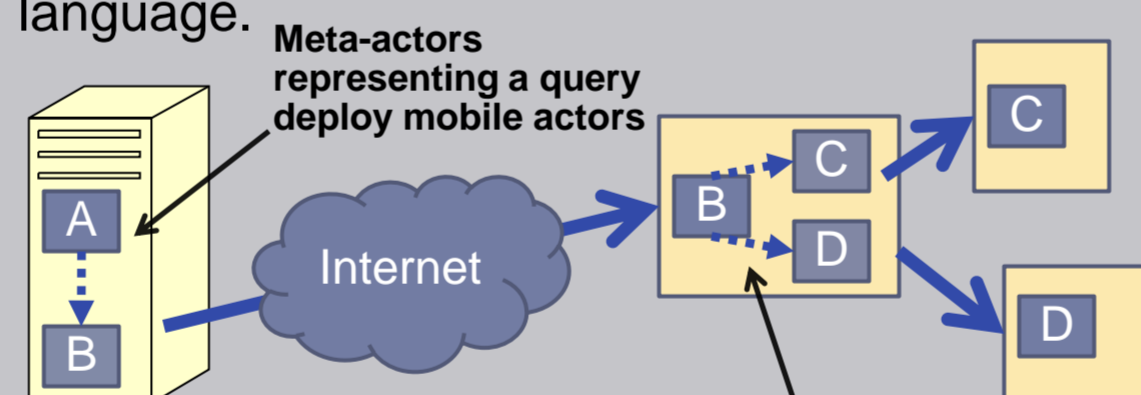 language.
Meta-actors
representing a query
deploy mobile actors
A
B
Internet
B
C
D
C
D